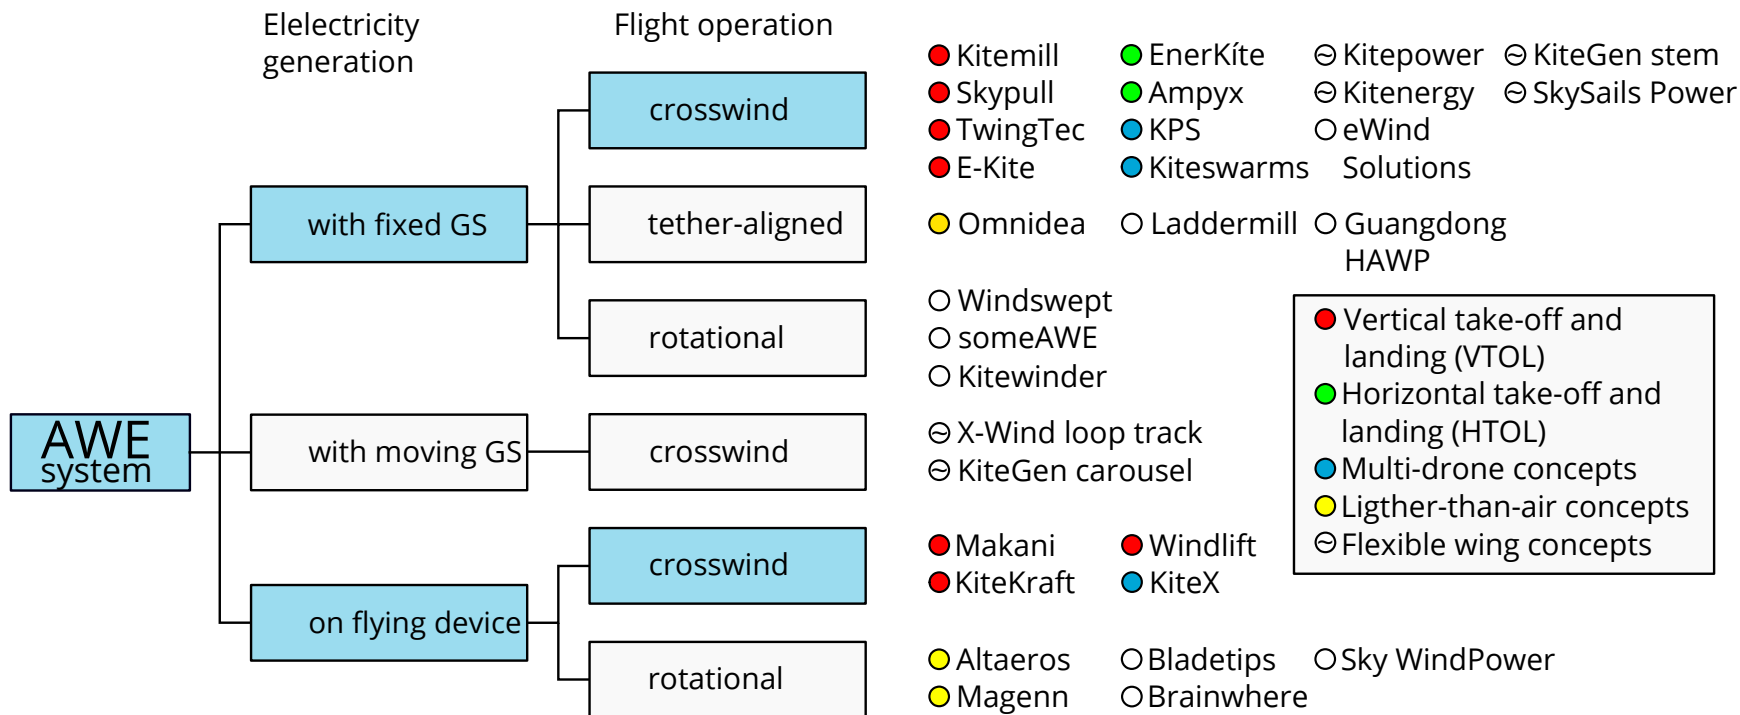 Elelectricity
generation
Flight operation
AWE
system
with fixed GS
with moving GS
on flying device
crosswind
tether-aligned
rotational
crosswind
crosswind
rotational
Kitemill
Skypull
TwingTec
E-Kite
EnerKíte
Ampyx
KPS
Kiteswarms
Kitepower
Kitenergy
eWind
Solutions
KiteGen stem
SkySails Power
Omnidea
Laddermill
Guangdong
HAWP
Windswept
someAWE
Kitewinder
X-Wind loop track
KiteGen carousel
Makani
KiteKraft
Windlift
KiteX
Altaeros
Magenn
Bladetips
Brainwhere
Sky WindPower
Vertical take-off and
landing (VTOL)
Horizontal take-off and
landing (HTOL)
Multi-drone concepts
Ligther-than-air concepts
Flexible wing concepts